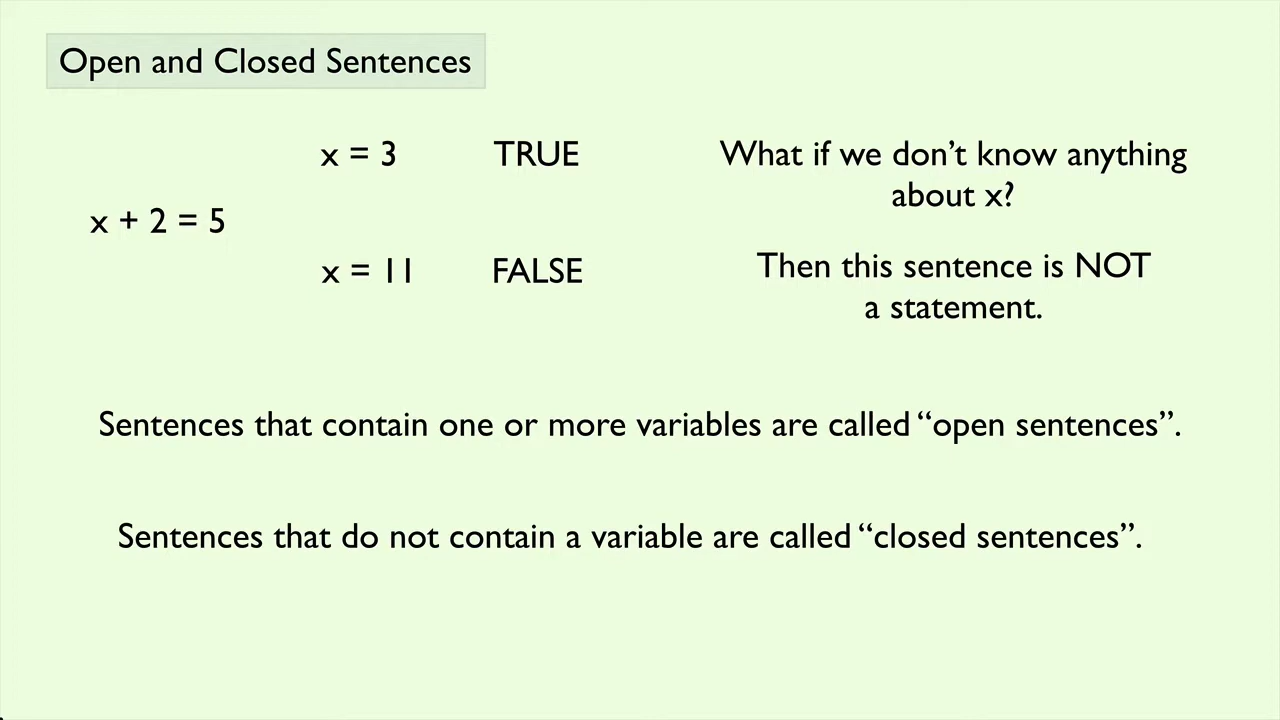 Open and Closed Sentences
x = 3 TRUE
x + 2 = 5
x = 11 FALSE
What if we don’t know anything
about x?
Then this sentence is NOT
a statement.
Sentences that contain one or more variables are called “open sentences”.
Sentences that do not contain a variable are called “closed sentences”.